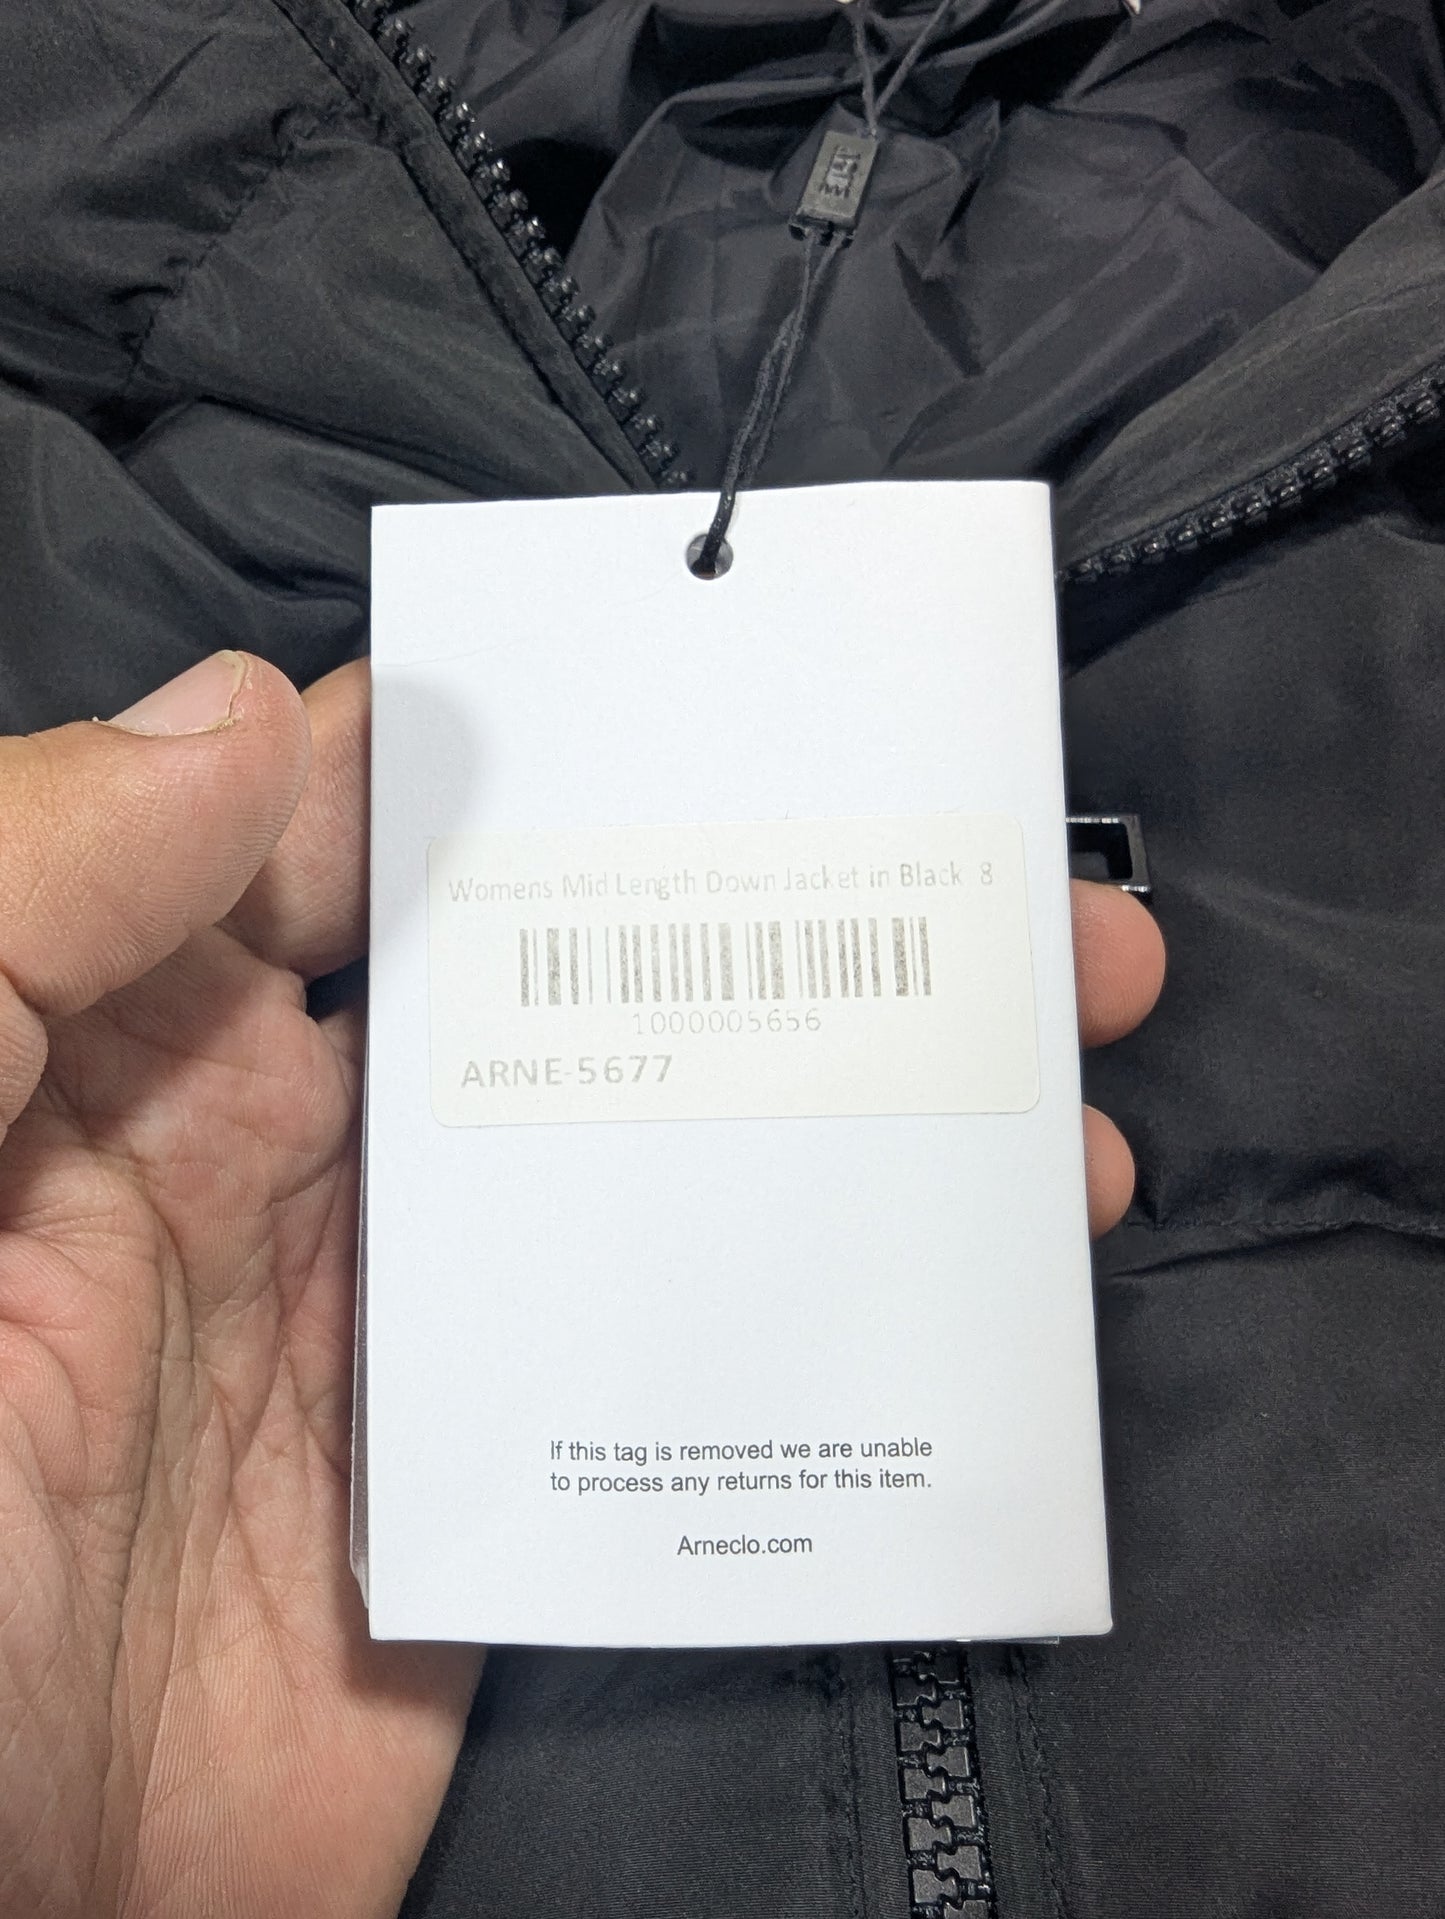 Womens Mid Length Down Jacket in Black 8
1000005656
ARNE-5677
If this tag is removed we are unable
to process any returns for this item.
Arneclo.com